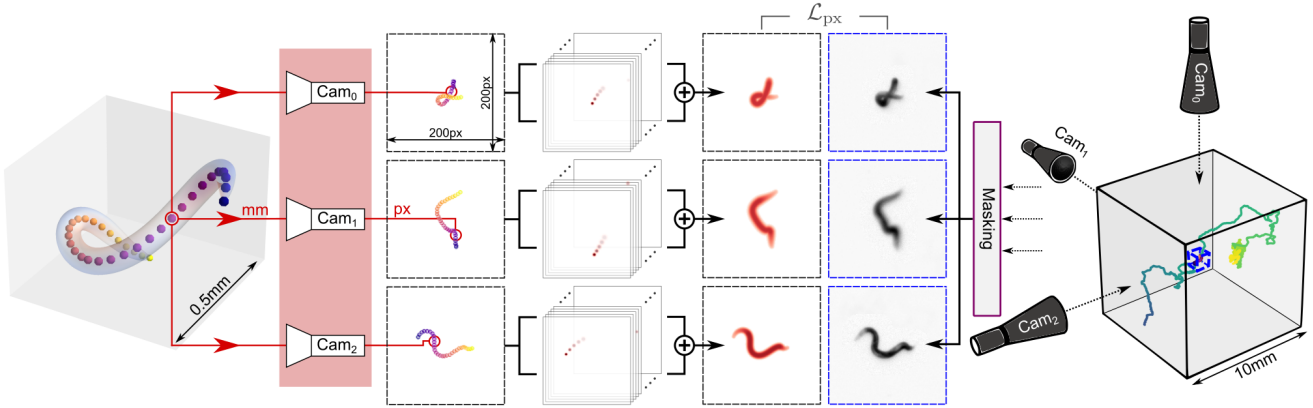 0.5mm
mm
Cam₀
Cam₁
Cam₂
200px
200px
px
ℒpx
Masking
Cam₀
Cam₁
Cam₂
10mm